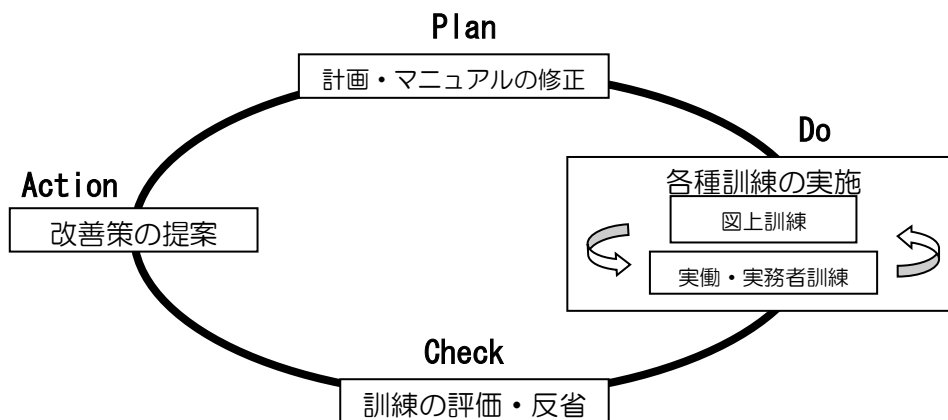 Plan
計画・マニュアルの修正
Do
各種訓練の実施
図上訓練
実働・実務者訓練
Action
改善策の提案
Check
訓練の評価・反省